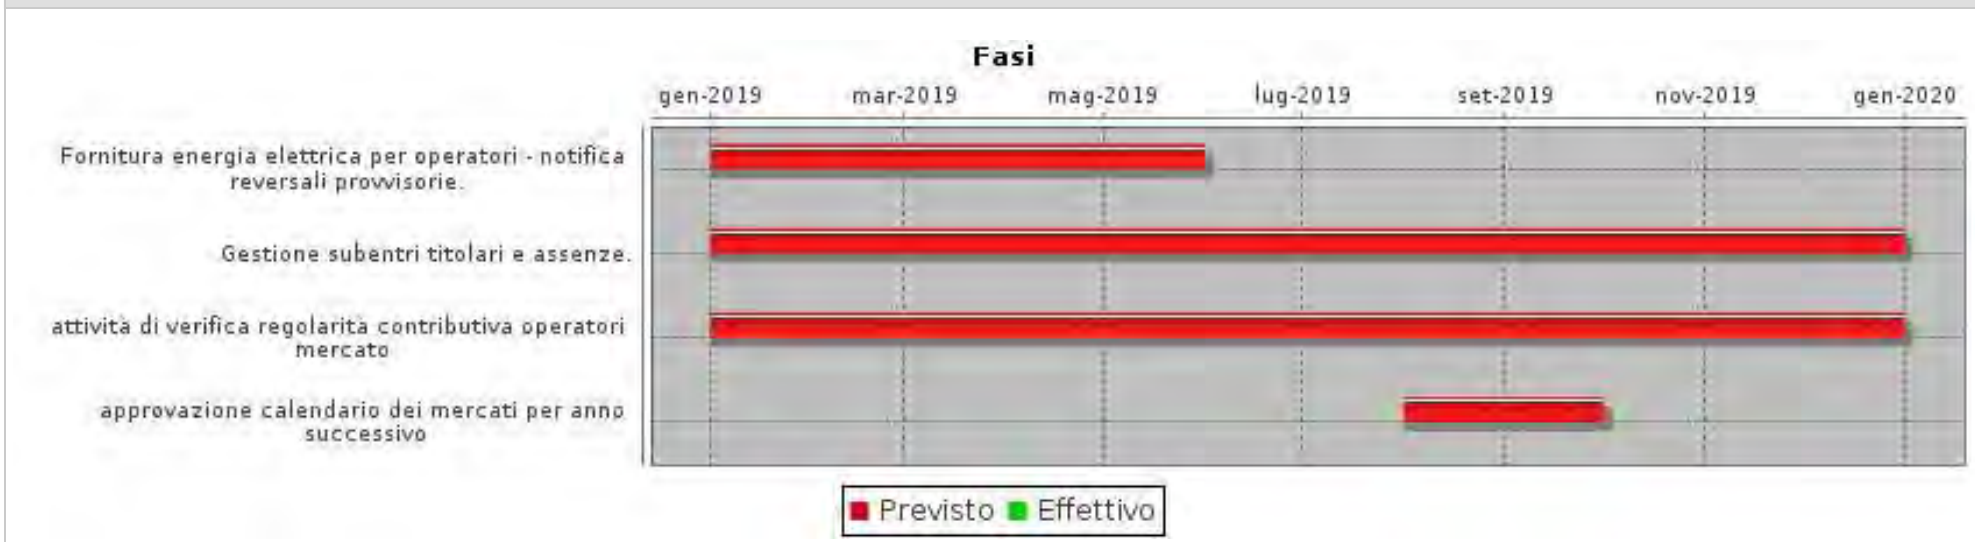 Fasi
gen-2019 mar-2019 mag-2019 lug-2019 set-2019 nov-2019 gen-2020
Fornitura energia elettrica per operatori - notifica
reversali provvisorie.
Gestione subentri titolari e assenze.
attività di verifica regolarità contributiva operatori
mercato
approvazione calendario dei mercati per anno
successivo
Previsto Effettivo